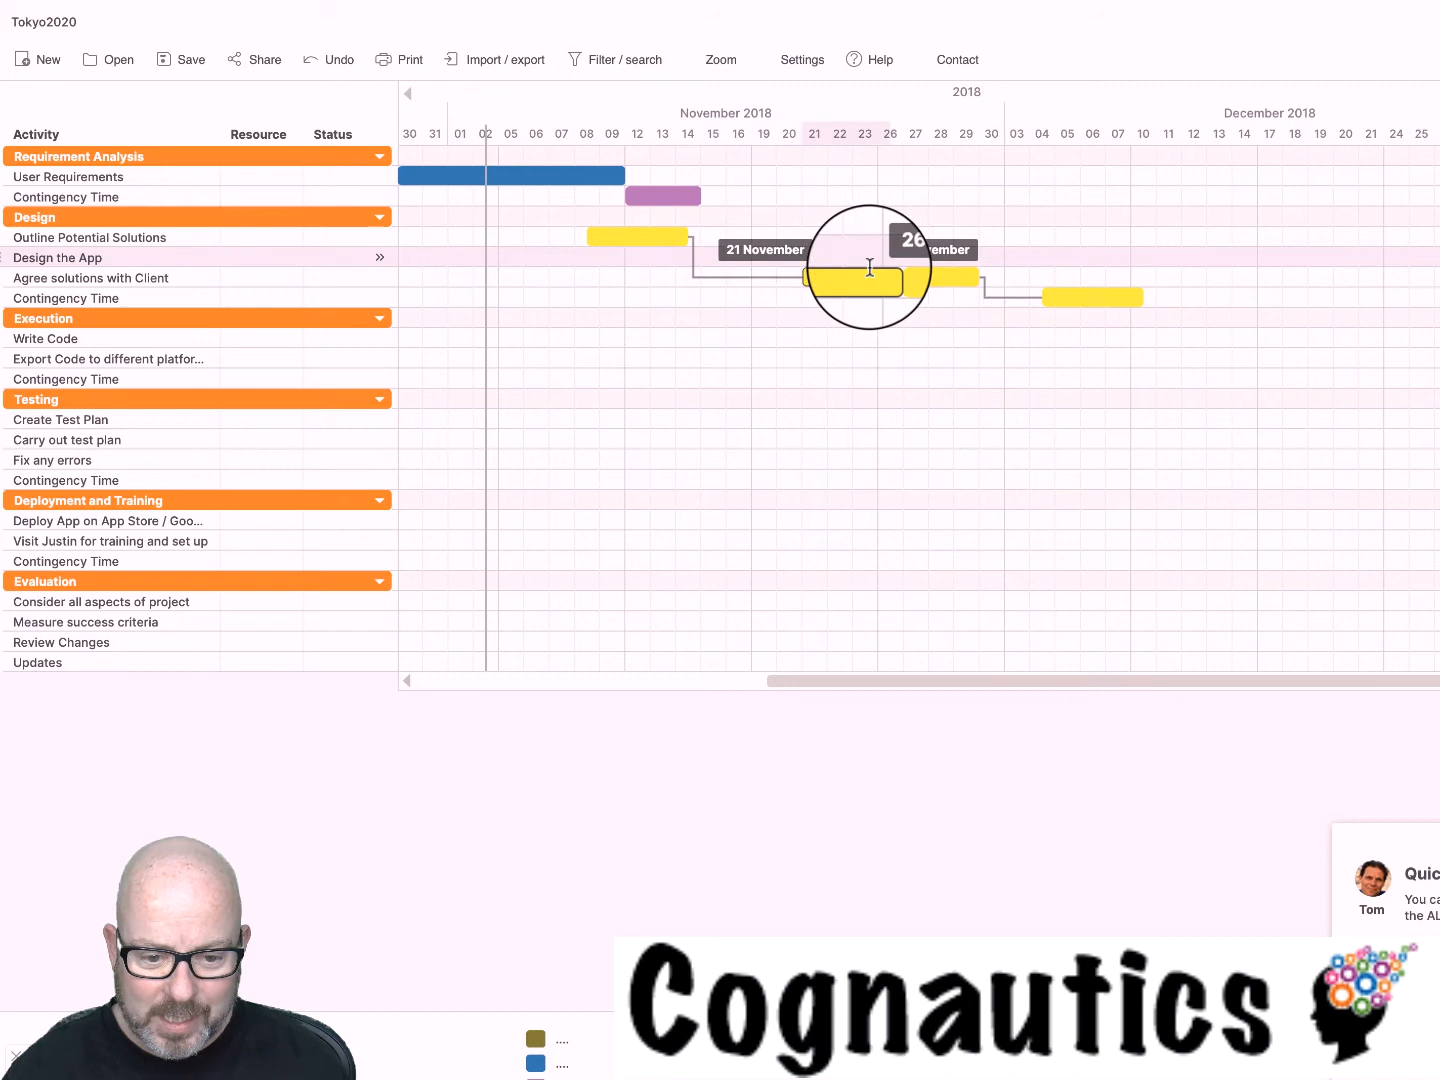 Tokyo2020
New Open Save Share Undo Print Import / export Filter / search Zoom Settings Help Contact
2018
November 2018 December 2018
Activity Resource Status 30 31 01 02 05 06 07 08 09 12 13 14 15 16 19 20 21 22 23 26 27 28 29 30 03 04 05 06 07 10 11 12 13 14 17 18 19 20 21 24 25
Requirement Analysis
User Requirements
Contingency Time
Design
Outline Potential Solutions
21 November 26 vember
Design the App
Agree solutions with Client
Contingency Time
Execution
Write Code
Export Code to different platfor...
Contingency Time
Testing
Create Test Plan
Carry out test plan
Fix any errors
Contingency Time
Deployment and Training
Deploy App on App Store / Goo...
Visit Justin for training and set up
Contingency Time
Evaluation
Consider all aspects of project
Measure success criteria
Review Changes
Updates
Quic
You ca
Tom
the AL
Cognautics
....
....